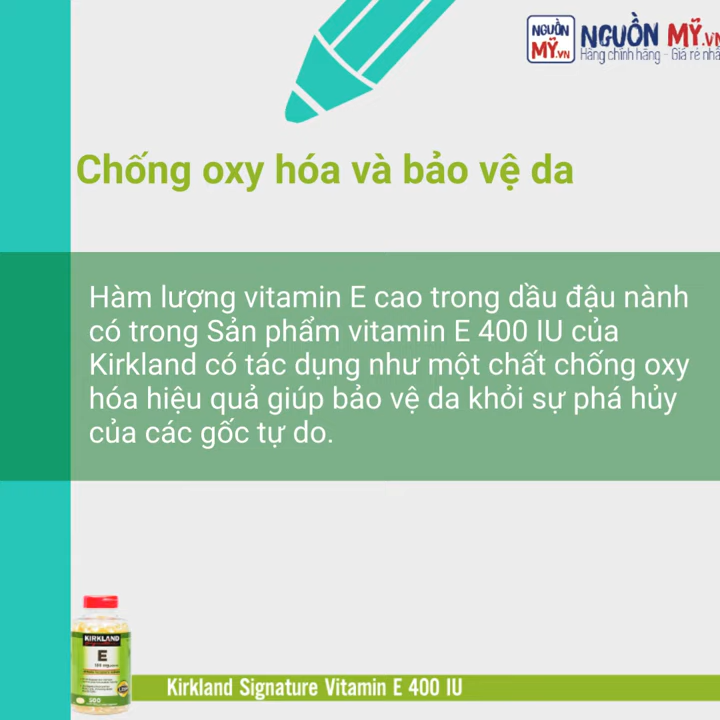 NGUỒN
MỸ.VN
NGUỒN MỸ.VN
Hàng chính hãng - Giá rẻ nhấ
Chống oxy hóa và bảo vệ da
Hàm lượng vitamin E cao trong dầu đậu nành
có trong Sản phẩm vitamin E 400 IU của
Kirkland có tác dụng như một chất chống oxy
hóa hiệu quả giúp bảo vệ da khỏi sự phá hủy
của các gốc tự do.
KIRKLAND
Signature
E
500
Kirkland Signature Vitamin E 400 IU